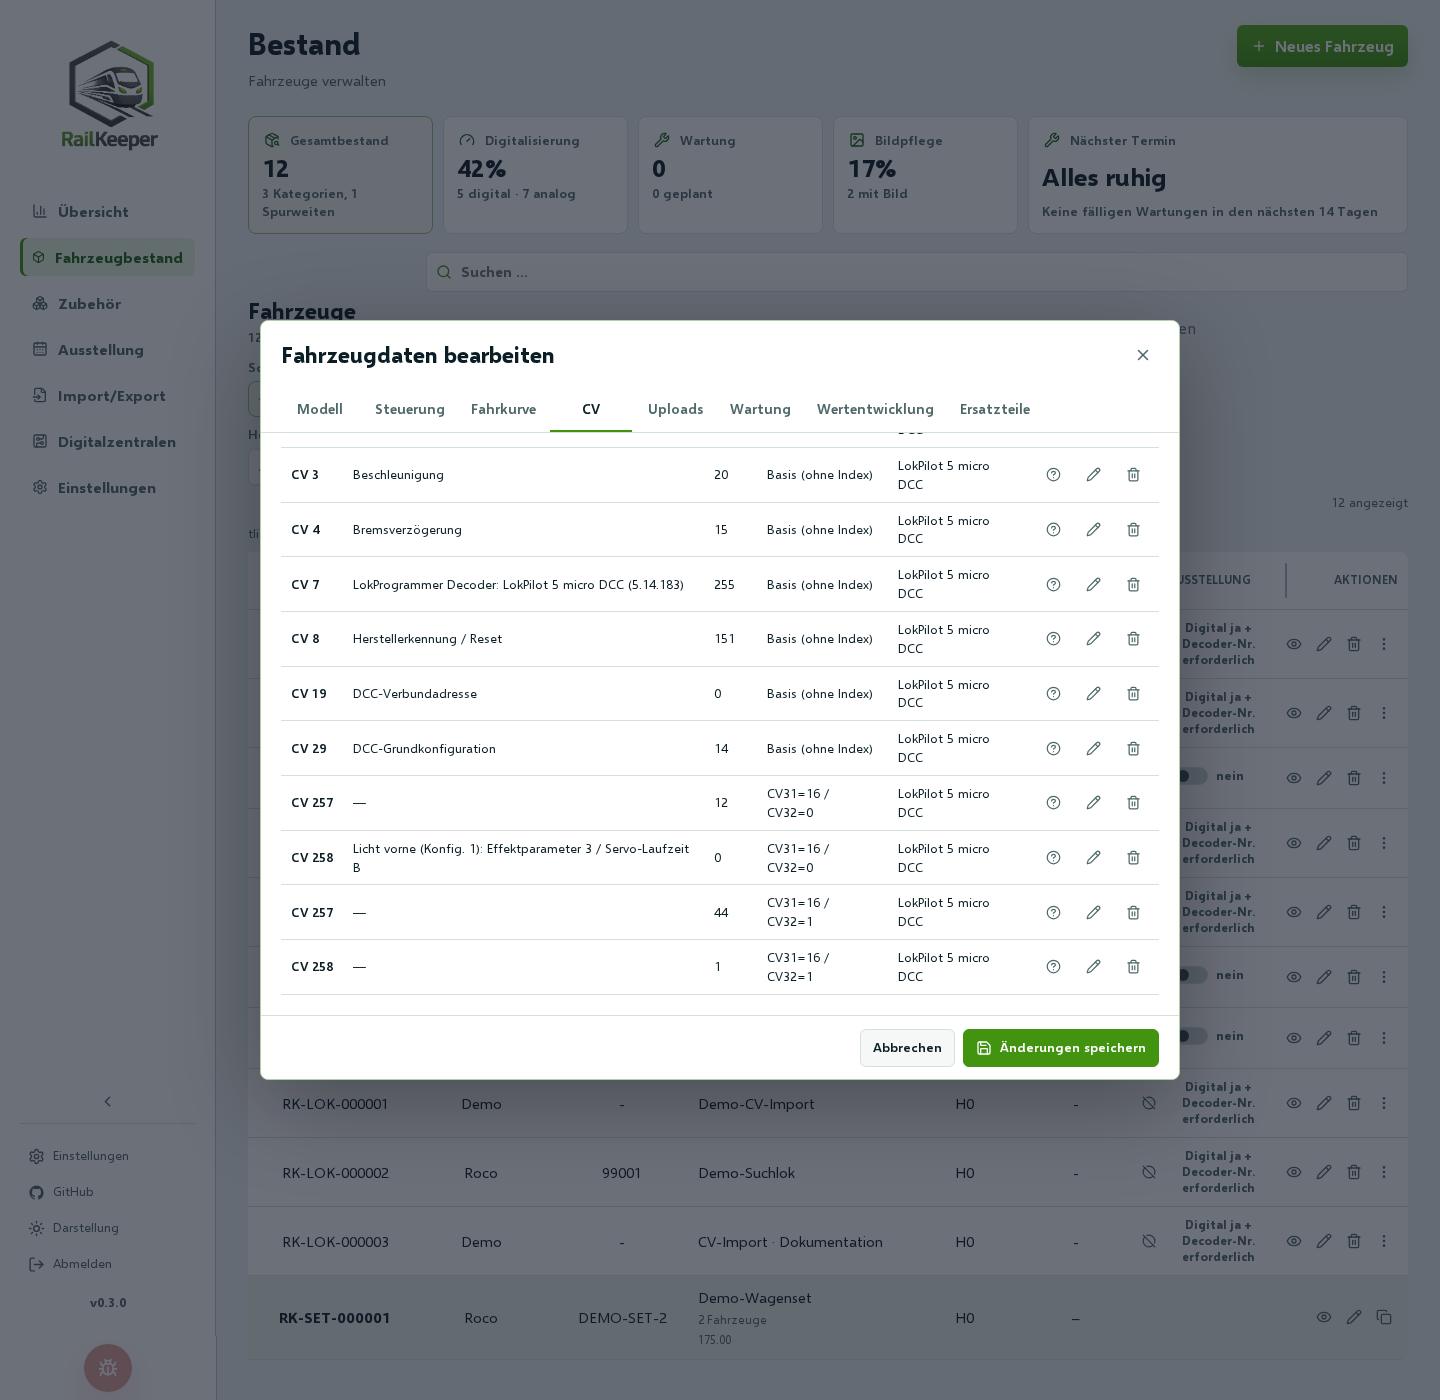 RailKeeper
Übersicht
Fahrzeugbestand
Zubehör
Ausstellung
Import/Export
Digitalzentralen
Einstellungen
Einstellungen
GitHub
Darstellung
Abmelden
v0.3.0
Bestand
Fahrzeuge verwalten
Neues Fahrzeug
Gesamtbestand
12
3 Kategorien, 1
Spurweiten
Digitalisierung
42%
5 digital · 7 analog
Wartung
0
0 geplant
Bildpflege
17%
2 mit Bild
Nächster Termin
Alles ruhig
Keine fälligen Wartungen in den nächsten 14 Tagen
Suchen ...
Fahrzeuge
12 angezeigt
Fahrzeugdaten bearbeiten
Modell Steuerung Fahrkurve CV Uploads Wartung Wertentwicklung Ersatzteile
DCC
CV 3 Beschleunigung 20 Basis (ohne Index) LokPilot 5 micro
DCC
CV 4 Bremsverzögerung 15 Basis (ohne Index) LokPilot 5 micro
DCC
CV 7 LokProgrammer Decoder: LokPilot 5 micro DCC (5.14.183) 255 Basis (ohne Index) LokPilot 5 micro
DCC
CV 8 Herstellerkennung / Reset 151 Basis (ohne Index) LokPilot 5 micro
DCC
CV 19 DCC-Verbundadresse 0 Basis (ohne Index) LokPilot 5 micro
DCC
CV 29 DCC-Grundkonfiguration 14 Basis (ohne Index) LokPilot 5 micro
DCC
CV 257 — 12 CV31=16 / LokPilot 5 micro
CV32=0 DCC
CV 258 Licht vorne (Konfig. 1): Effektparameter 3 / Servo-Laufzeit 0 CV31=16 / LokPilot 5 micro
B CV32=0 DCC
CV 257 — 44 CV31=16 / LokPilot 5 micro
CV32=1 DCC
CV 258 — 1 CV31=16 / LokPilot 5 micro
CV32=1 DCC
Abbrechen Änderungen speichern
AKTIONEN
Digital ja +
Decoder-Nr.
erforderlich
Digital ja +
Decoder-Nr.
erforderlich
nein
Digital ja +
Decoder-Nr.
erforderlich
Digital ja +
Decoder-Nr.
erforderlich
nein
nein
RK-LOK-000001 Demo - Demo-CV-Import H0 - Digital ja +
Decoder-Nr.
erforderlich
RK-LOK-000002 Roco 99001 Demo-Suchlok H0 - Digital ja +
Decoder-Nr.
erforderlich
RK-LOK-000003 Demo - CV-Import · Dokumentation H0 - Digital ja +
Decoder-Nr.
erforderlich
RK-SET-000001 Roco DEMO-SET-2 Demo-Wagenset H0 –
2 Fahrzeuge
175.00